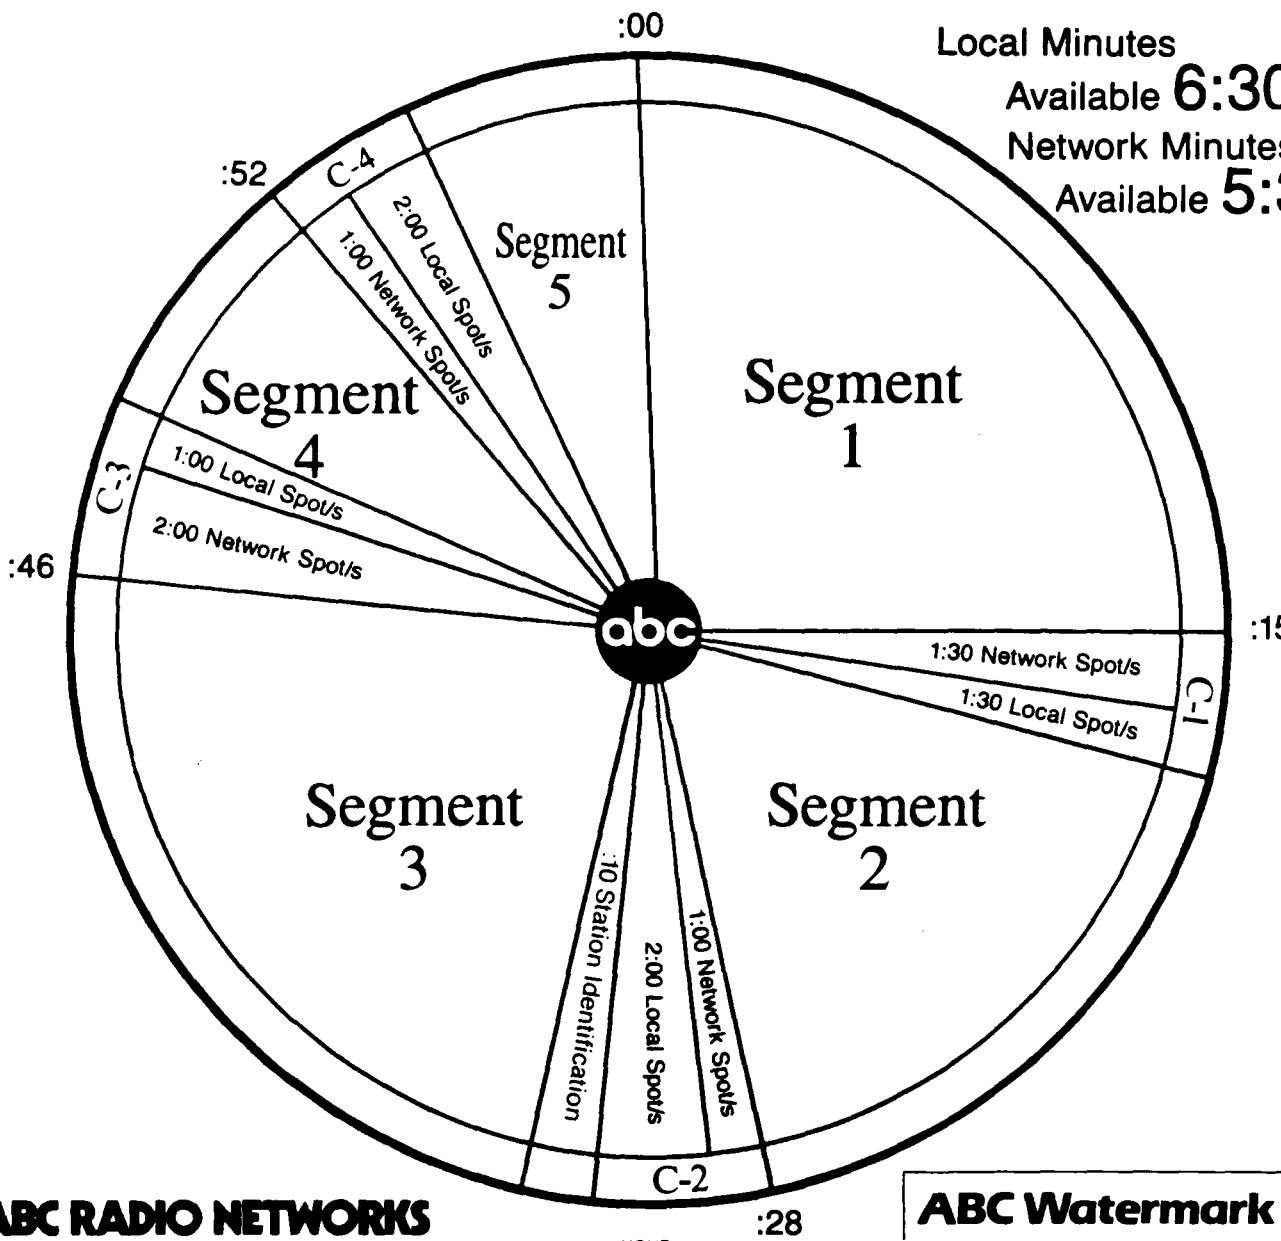 :00
Local Minutes
Available 6:30
Network Minutes
Available 5:3
:52
C-4
2:00 Local Spot/s
1:00 Network Spot/s
Segment
5
Segment
1
Segment
4
C-3
1:00 Local Spot/s
2:00 Network Spot/s
:46
abc
:15
1:30 Network Spot/s
1:30 Local Spot/s
C-1
Segment
3
Segment
2
:10 Station Identification
2:00 Local Spot/s
1:00 Network Spot/s
C-2
:28
ABC RADIO NETWORKS
ABC Watermark